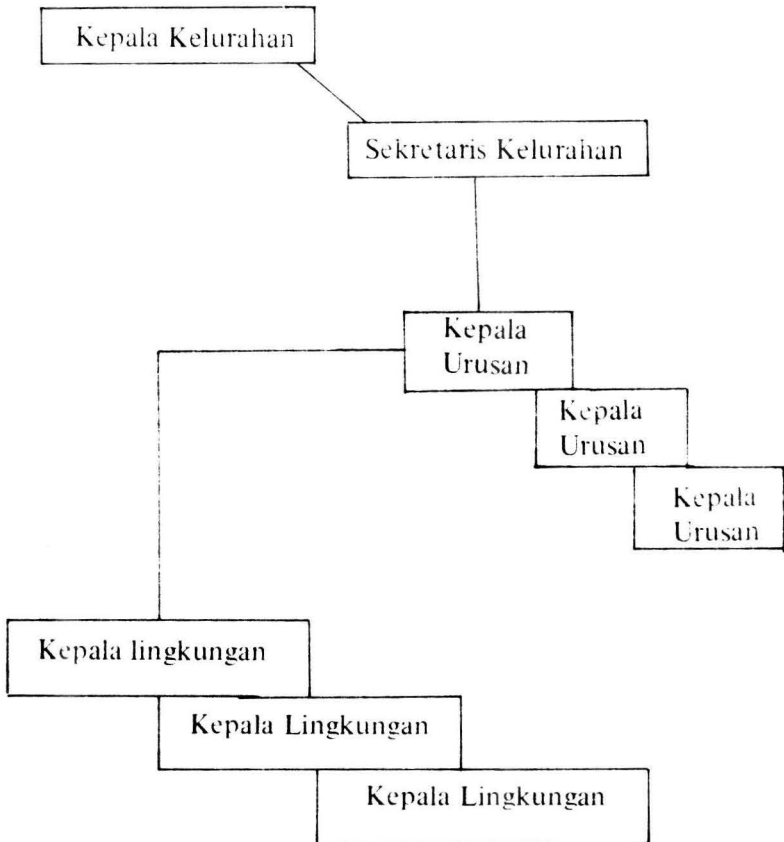 Kepala Kelurahan
Sekretaris Kelurahan
Kepala
Urusan
Kepala
Urusan
Kepala
Urusan
Kepala lingkungan
Kepala Lingkungan
Kepala Lingkungan